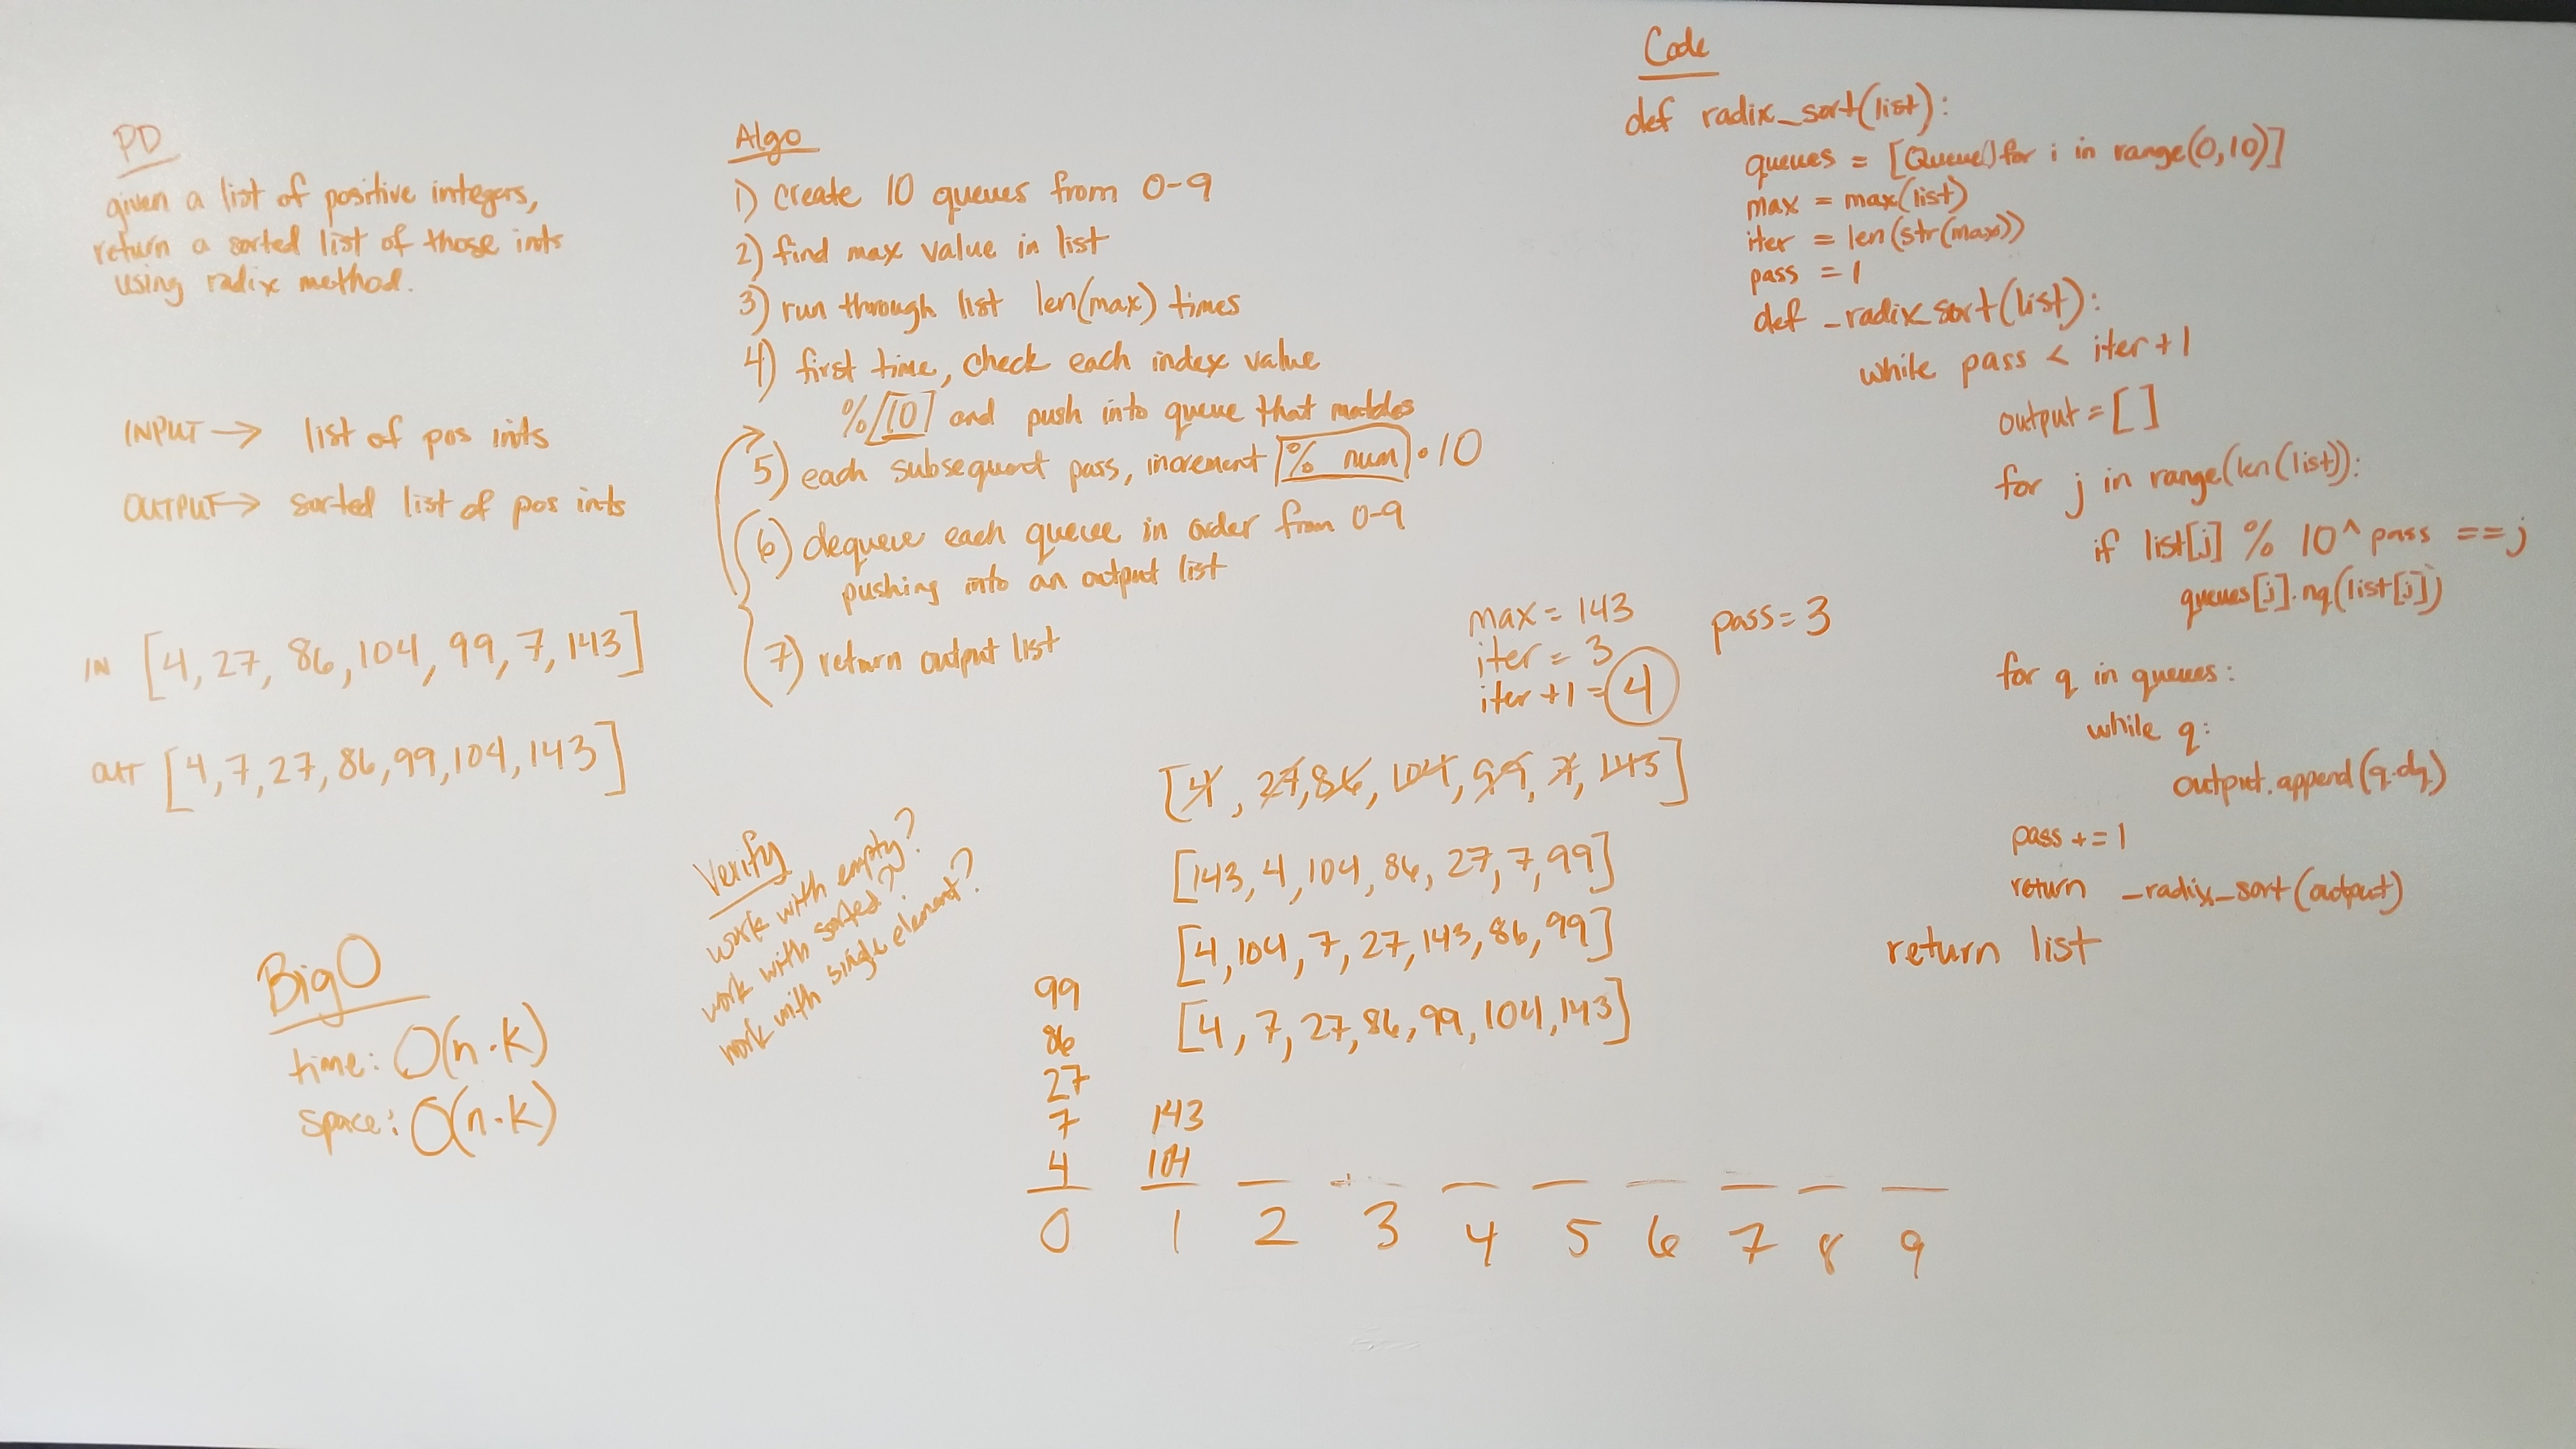 PD
given a list of positive integers,
return a sorted list of those ints
using radix method.
INPUT → list of pos ints
OUTPUT → sorted list of pos ints
IN [4, 27, 86, 104, 99, 7, 143]
OUT [4, 7, 27, 86, 99, 104, 143]
Big O
time: O(n·k)
space: O(n·k)
Algo
1) create 10 queues from 0-9
2) find max value in list
3) run through list len(max) times
4) first time, check each index value
% 10 and push into queue that matches
5) each subsequent pass, increment % num · 10
6) dequeue each queue in order from 0-9
pushing into an output list
7) return output list
Verify
work with empty?
work with sorted?
work with single element?
max = 143
iter = 3
iter + 1 = 4
pass = 3
[4, 27, 86, 104, 99, 7, 143]
[143, 4, 104, 86, 27, 7, 99]
[4, 104, 7, 27, 143, 86, 99]
[4, 7, 27, 86, 99, 104, 143]
99
86
27
7 143
4 104
0 1 2 3 4 5 6 7 8 9
Code
def radix_sort(list):
queues = [Queue() for i in range(0,10)]
max = max(list)
iter = len(str(max))
pass = 1
def _radix_sort(list):
while pass < iter + 1
output = []
for j in range(len(list)):
if list[j] % 10^pass == j
queues[j].nq(list[j])
for q in queues:
while q:
output.append(q.dq)
pass += 1
return _radix_sort(output)
return list